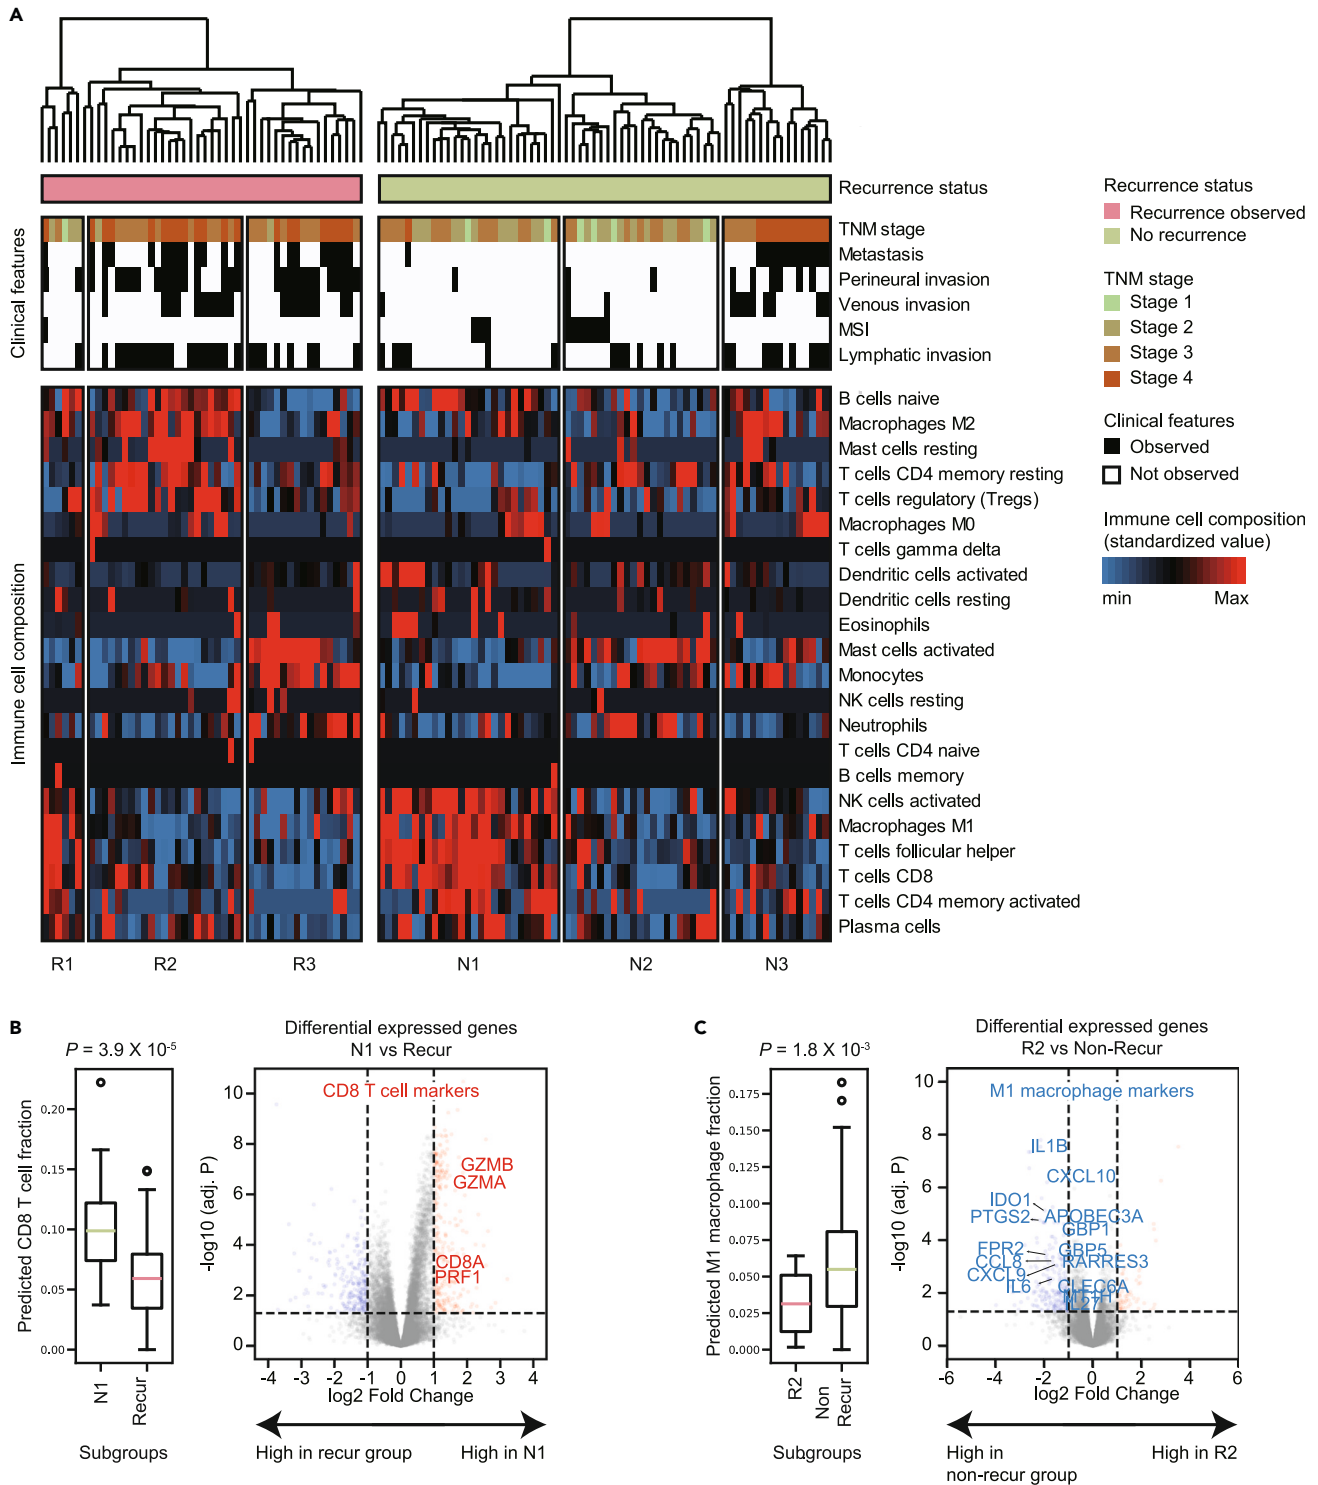 A
Recurrence status
Clinical features
TNM stage
Metastasis
Perineural invasion
Venous invasion
MSI
Lymphatic invasion
Immune cell composition
B cells naive
Macrophages M2
Mast cells resting
T cells CD4 memory resting
T cells regulatory (Tregs)
Macrophages M0
T cells gamma delta
Dendritic cells activated
Dendritic cells resting
Eosinophils
Mast cells activated
Monocytes
NK cells resting
Neutrophils
T cells CD4 naive
B cells memory
NK cells activated
Macrophages M1
T cells follicular helper
T cells CD8
T cells CD4 memory activated
Plasma cells
R1 R2 R3 N1 N2 N3
Recurrence status
Recurrence observed
No recurrence
TNM stage
Stage 1
Stage 2
Stage 3
Stage 4
Clinical features
Observed
Not observed
Immune cell composition
(standardized value)
min Max
B
P = 3.9 X 10-5
Predicted CD8 T cell fraction
0.20
0.15
0.10
0.05
0.00
N1
Recur
Subgroups
Differential expressed genes
N1 vs Recur
CD8 T cell markers
-log10 (adj. P)
10
8
6
4
2
0
GZMB
GZMA
CD8A
PRF1
-4 -3 -2 -1 0 1 2 3 4
log2 Fold Change
High in recur group High in N1
C
P = 1.8 X 10-3
Predicted M1 macrophage fraction
0.175
0.150
0.125
0.100
0.075
0.050
0.025
0.000
R2
Non
Recur
Subgroups
Differential expressed genes
R2 vs Non-Recur
M1 macrophage markers
-log10 (adj. P)
10
8
6
4
2
0
IL1B
CXCL10
IDO1
PTGS2 APOBEC3A
GBP1
FPR2 GBP5
CCL8 RARRES3
CXCL9
IL6 CLEC6A
IL27
-6 -4 -2 0 2 4 6
log2 Fold Change
High in
non-recur group
High in R2